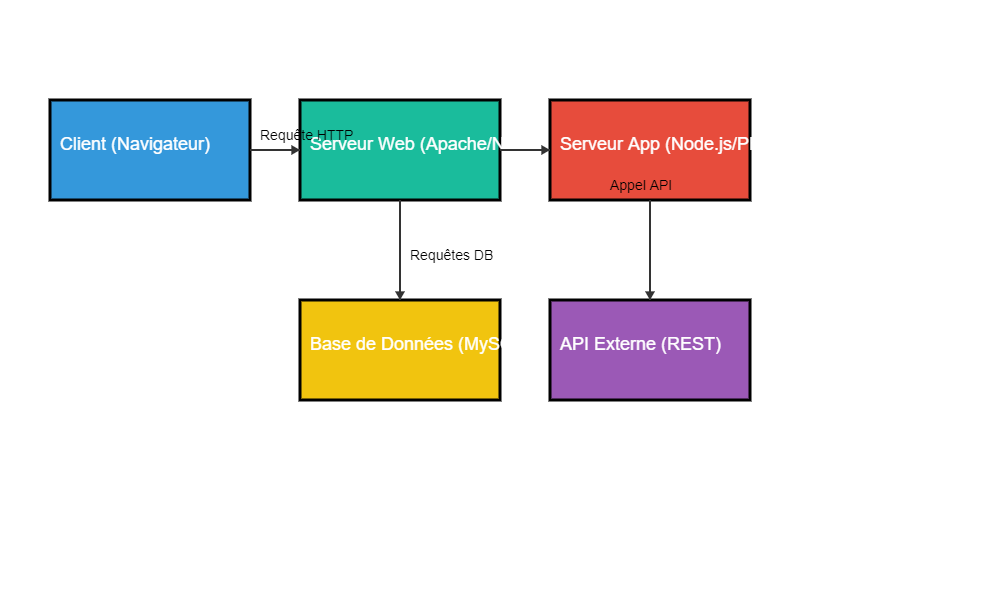 Client (Navigateur)
Requête HTTP
Serveur Web (Apache/N
Serveur App (Node.js/P
Appel API
Requêtes DB
Base de Données (MyS
API Externe (REST)